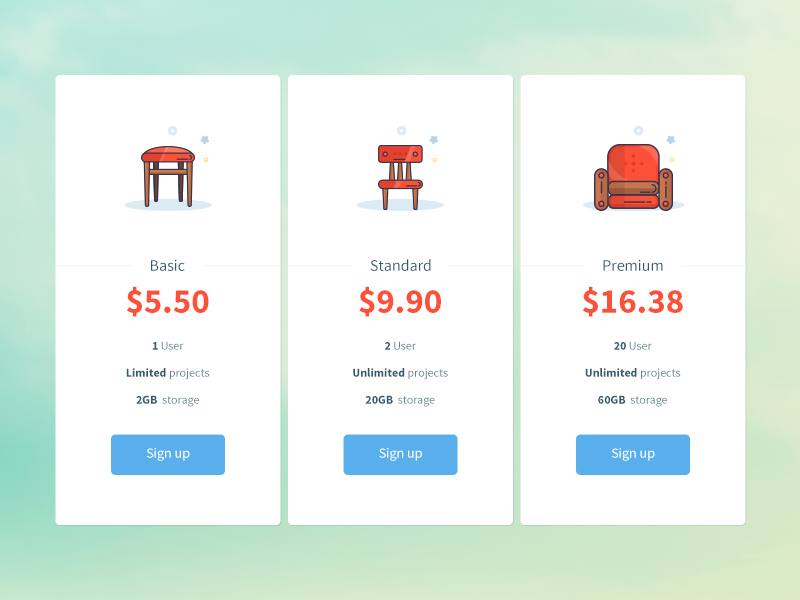 Basic
$5.50
1 User
Limited projects
2GB storage
Sign up
Standard
$9.90
2 User
Unlimited projects
20GB storage
Sign up
Premium
$16.38
20 User
Unlimited projects
60GB storage
Sign up